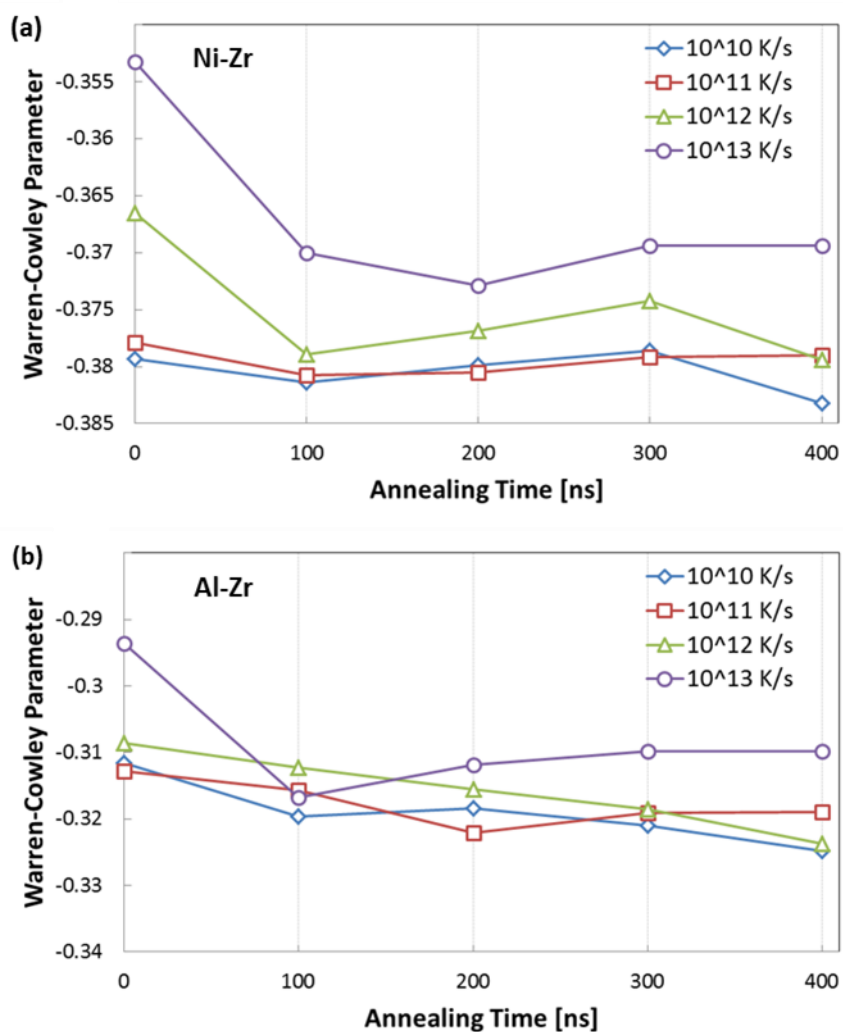 (a)
Ni-Zr
10^10 K/s
10^11 K/s
10^12 K/s
10^13 K/s
Warren-Cowley Parameter
-0.355
-0.36
-0.365
-0.37
-0.375
-0.38
-0.385
0 100 200 300 400
Annealing Time [ns]
(b)
Al-Zr
10^10 K/s
10^11 K/s
10^12 K/s
10^13 K/s
Warren-Cowley Parameter
-0.29
-0.3
-0.31
-0.32
-0.33
-0.34
0 100 200 300 400
Annealing Time [ns]